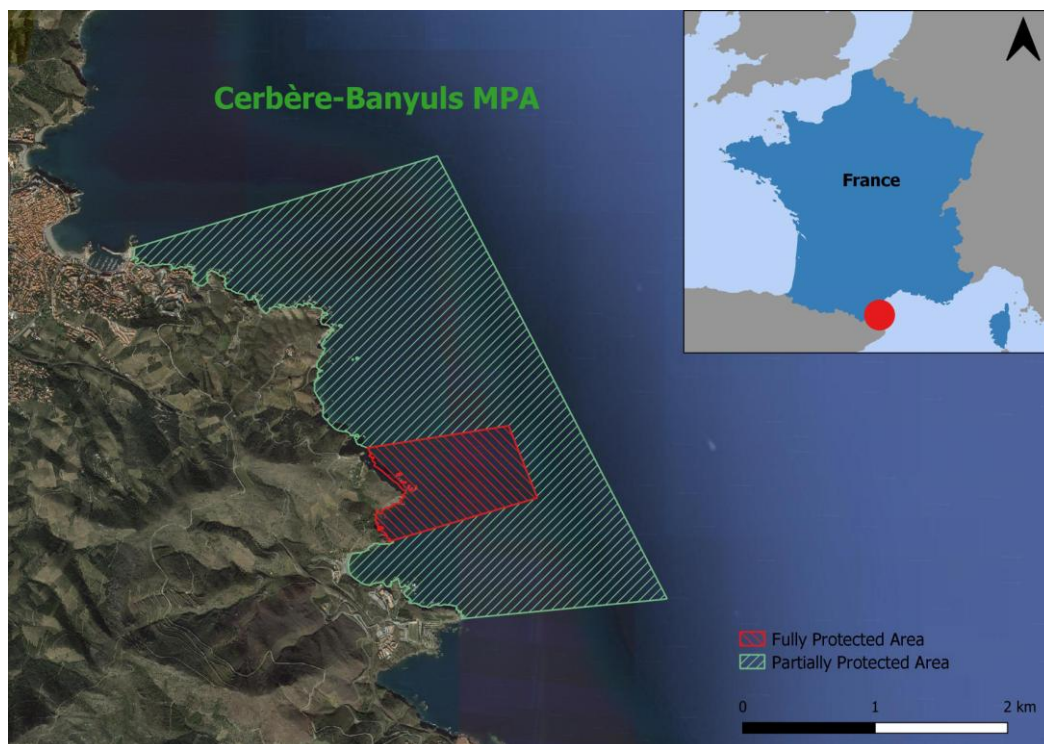 Cerbère-Banyuls MPA
France
Fully Protected Area
Partially Protected Area
0 1 2 km